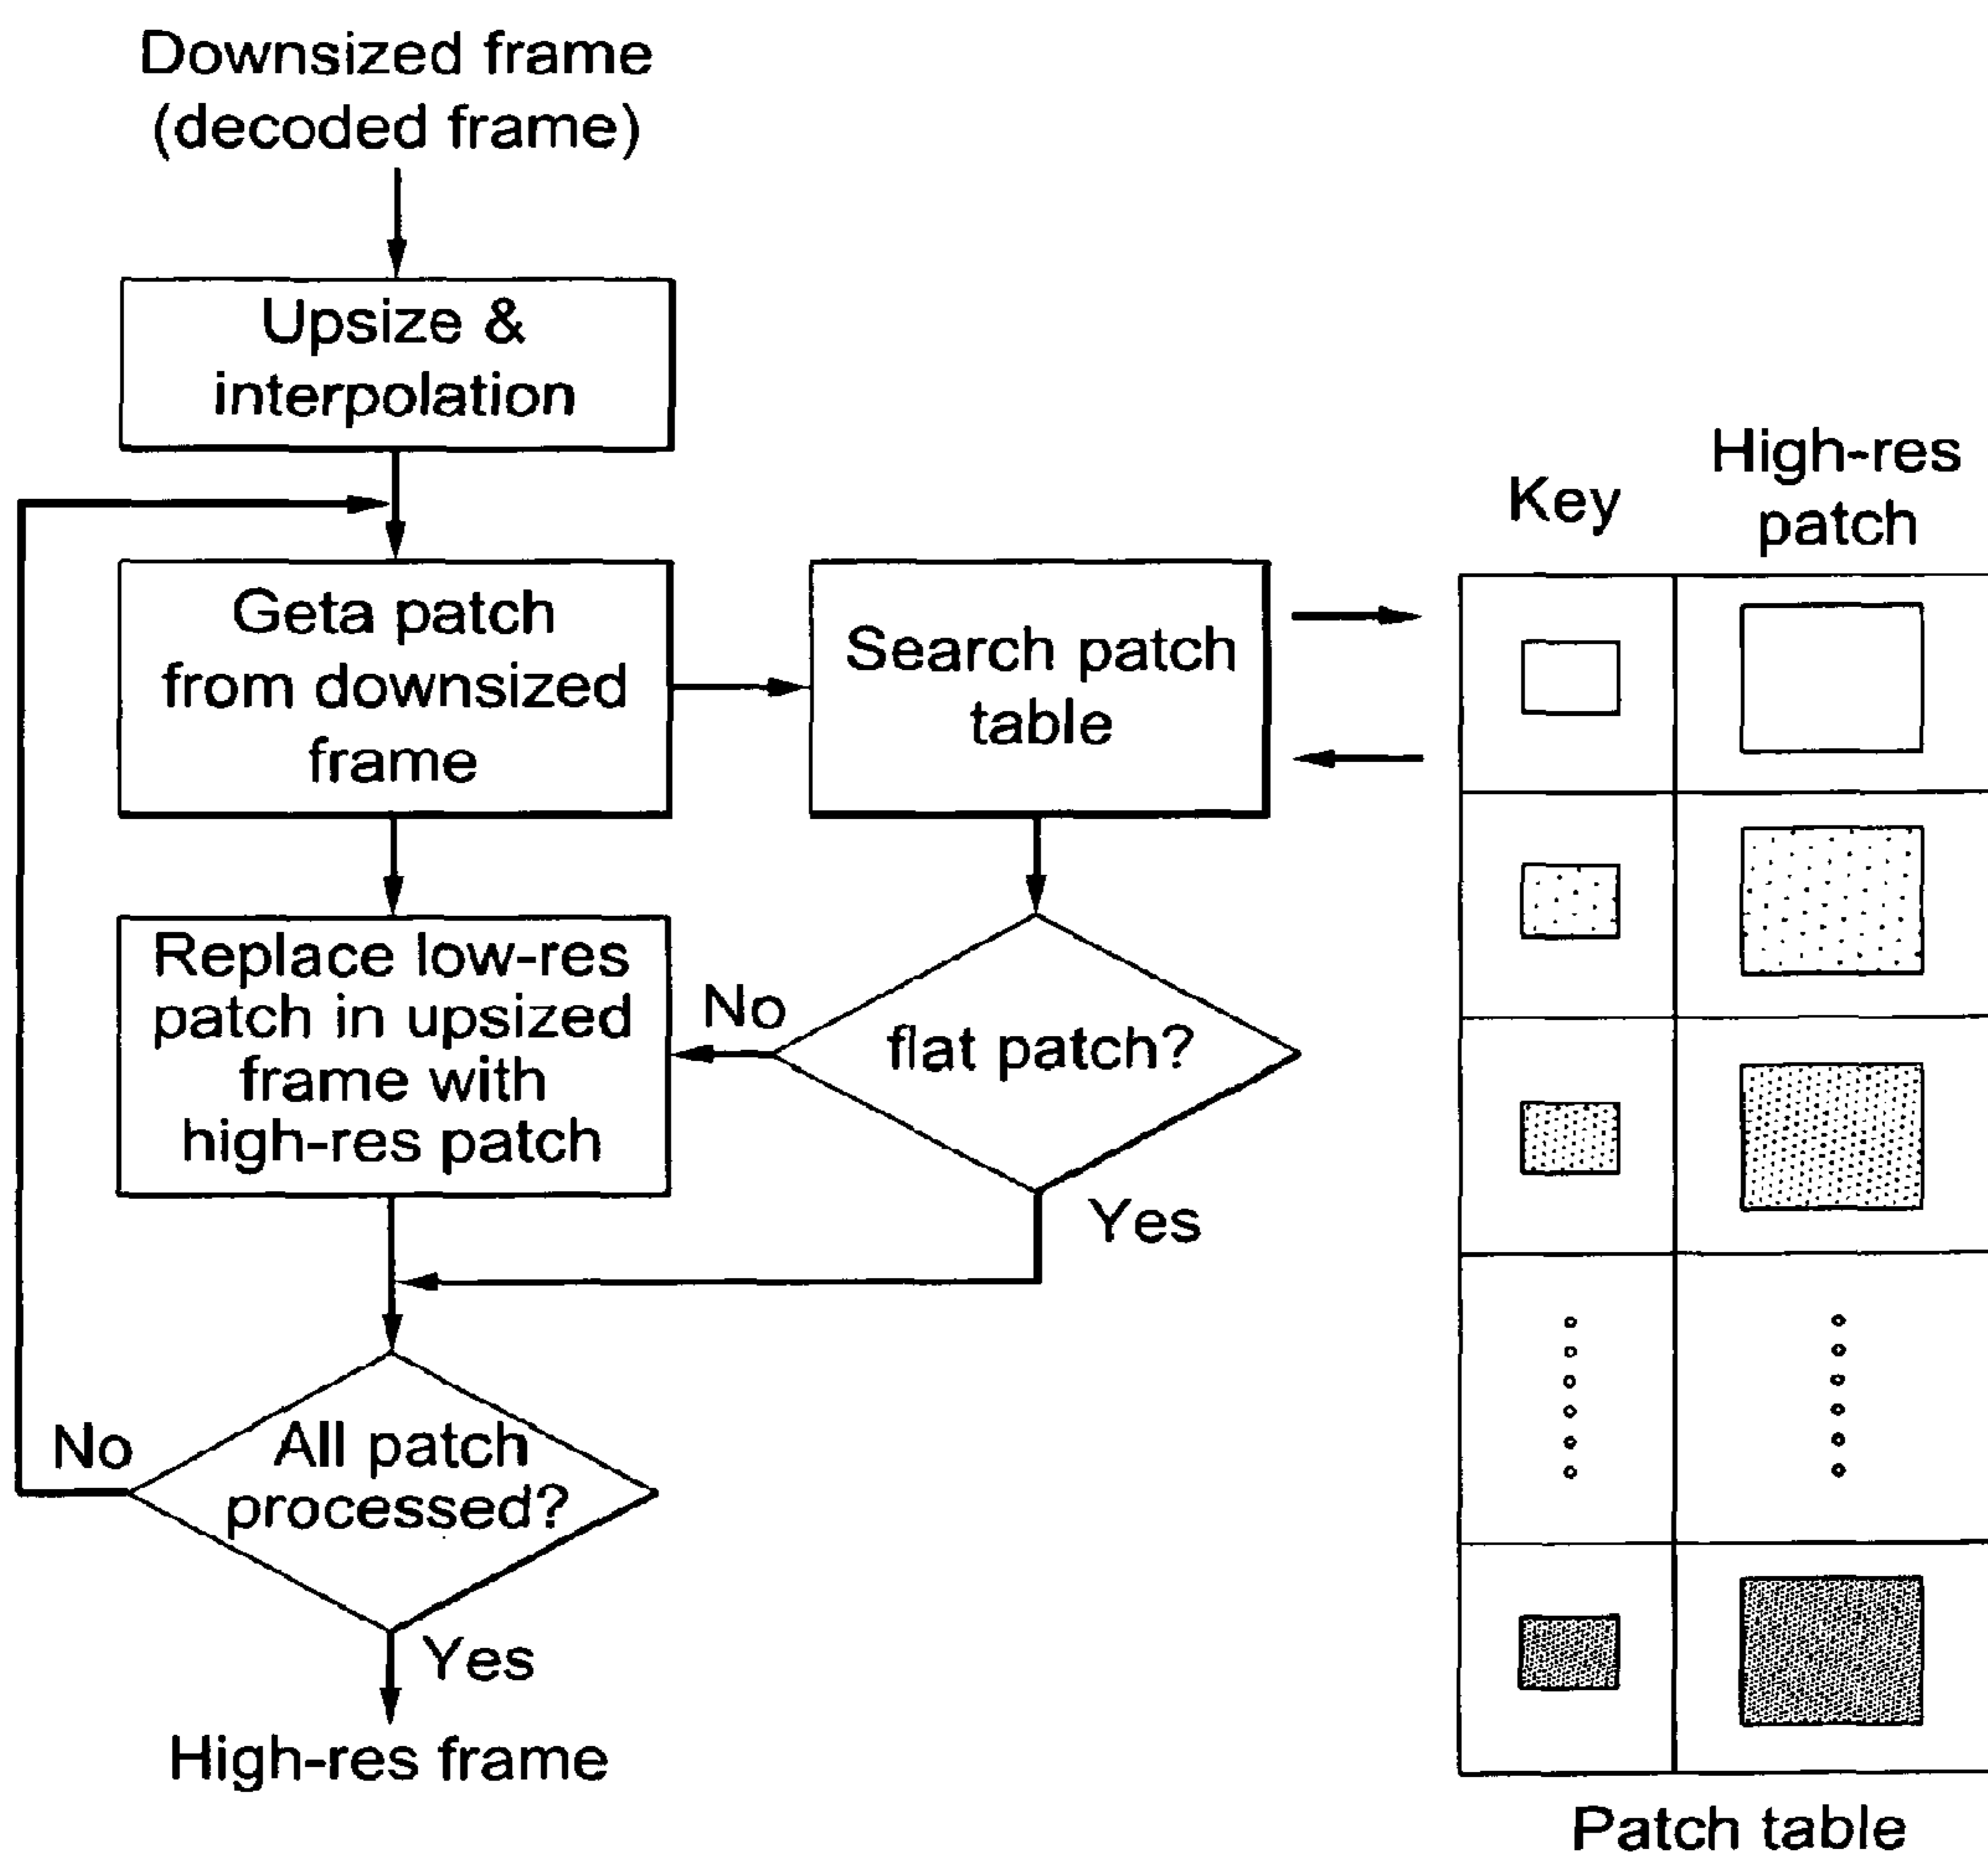 Downsized frame
(decoded frame)
Upsize &
interpolation
Geta patch
from downsized
frame
Search patch
table
Replace low-res
patch in upsized
frame with
high-res patch
No
flat patch?
Yes
All patch
processed?
No
Yes
High-res frame
Key
High-res
patch
Patch table